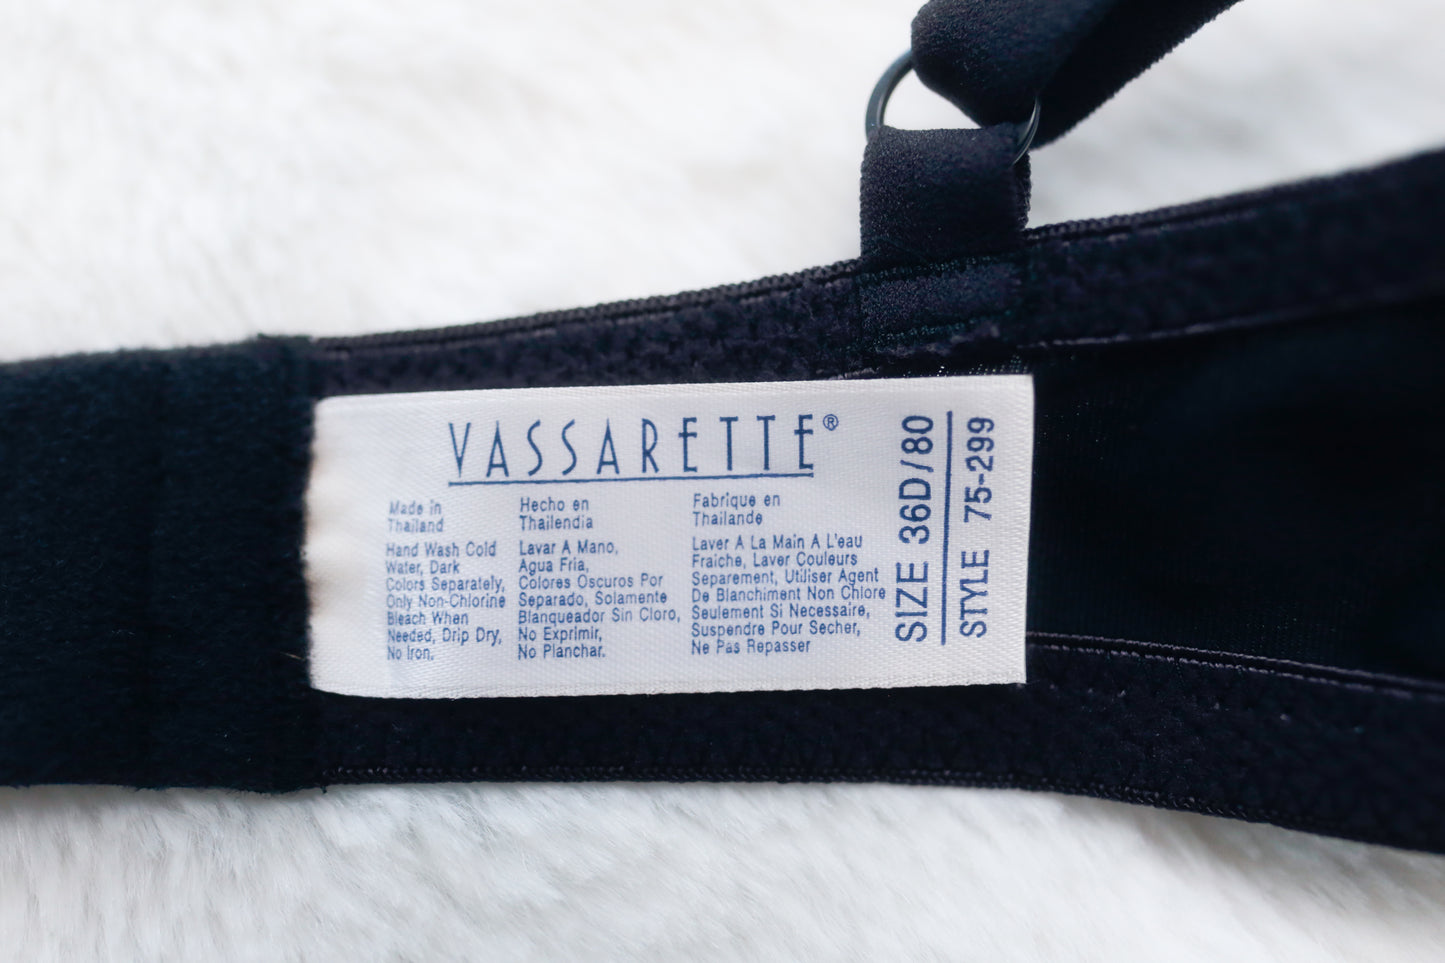 VASSARETTE®
Made in
Thailand
Hand Wash Cold
Water, Dark
Colors Separately,
Only Non-Chlorine
Bleach When
Needed, Drip Dry,
No Iron.
Hecho en
Thailendia
Lavar A Mano,
Agua Fria,
Colores Oscuros Por
Separado, Solamente
Blanqueador Sin Cloro,
No Exprimir,
No Planchar.
Fabrique en
Thailande
Laver A La Main A L'eau
Fraiche, Laver Couleurs
Separement, Utiliser Agent
De Blanchiment Non Chlore
Seulement Si Necessaire,
Suspendre Pour Secher,
Ne Pas Repasser
SIZE 36D/80
STYLE 75-299